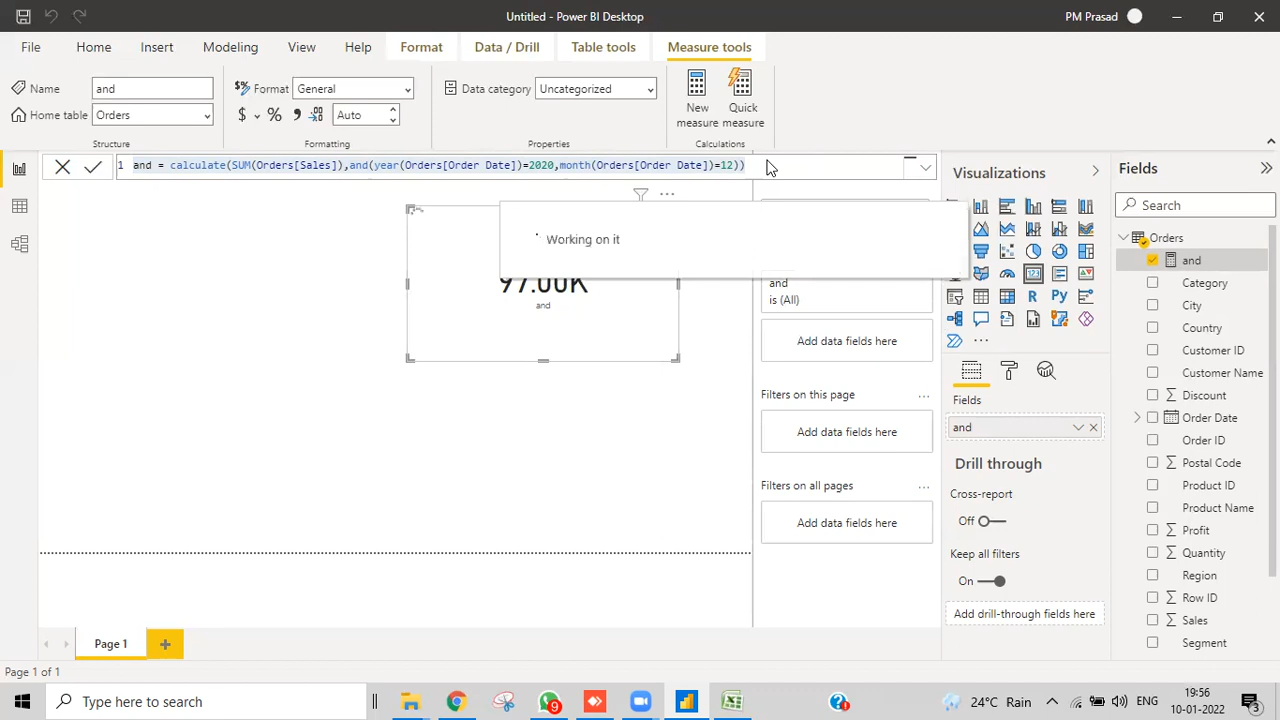 Untitled - Power BI Desktop
PM Prasad
File Home Insert Modeling View Help Format Data / Drill Table tools Measure tools
Name and
Home table Orders
Structure
Format General
$ % Auto
Formatting
Data category Uncategorized
Properties
New measure
Quick measure
Calculations
1 and = calculate(SUM(Orders[Sales]),and(year(Orders[Order Date])=2020,month(Orders[Order Date])=12))
Working on it
97.00K
and
and
is (All)
Add data fields here
Filters on this page
Add data fields here
Filters on all pages
Add data fields here
Visualizations
R Py
Fields
and
Drill through
Cross-report
Off
Keep all filters
On
Add drill-through fields here
Fields
Search
Orders
and
Category
City
Country
Customer ID
Customer Name
Discount
Order Date
Order ID
Postal Code
Product ID
Product Name
Profit
Quantity
Region
Row ID
Sales
Segment
Page 1
Page 1 of 1
Type here to search
9
24°C Rain
ENG
19:56
10-01-2022
3